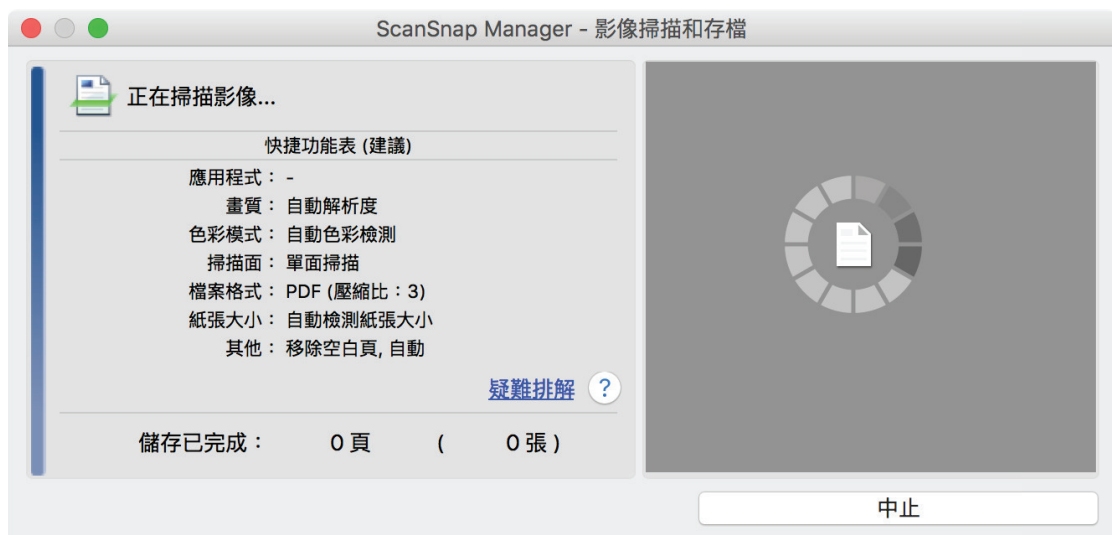 ScanSnap Manager - 影像掃描和存檔
正在掃描影像...
快捷功能表 (建議)
應用程式： -
畫質： 自動解析度
色彩模式： 自動色彩檢測
掃描面： 單面掃描
檔案格式： PDF (壓縮比：3)
紙張大小： 自動檢測紙張大小
其他： 移除空白頁, 自動
疑難排解 ?
儲存已完成： 0 頁 ( 0 張 )
中止